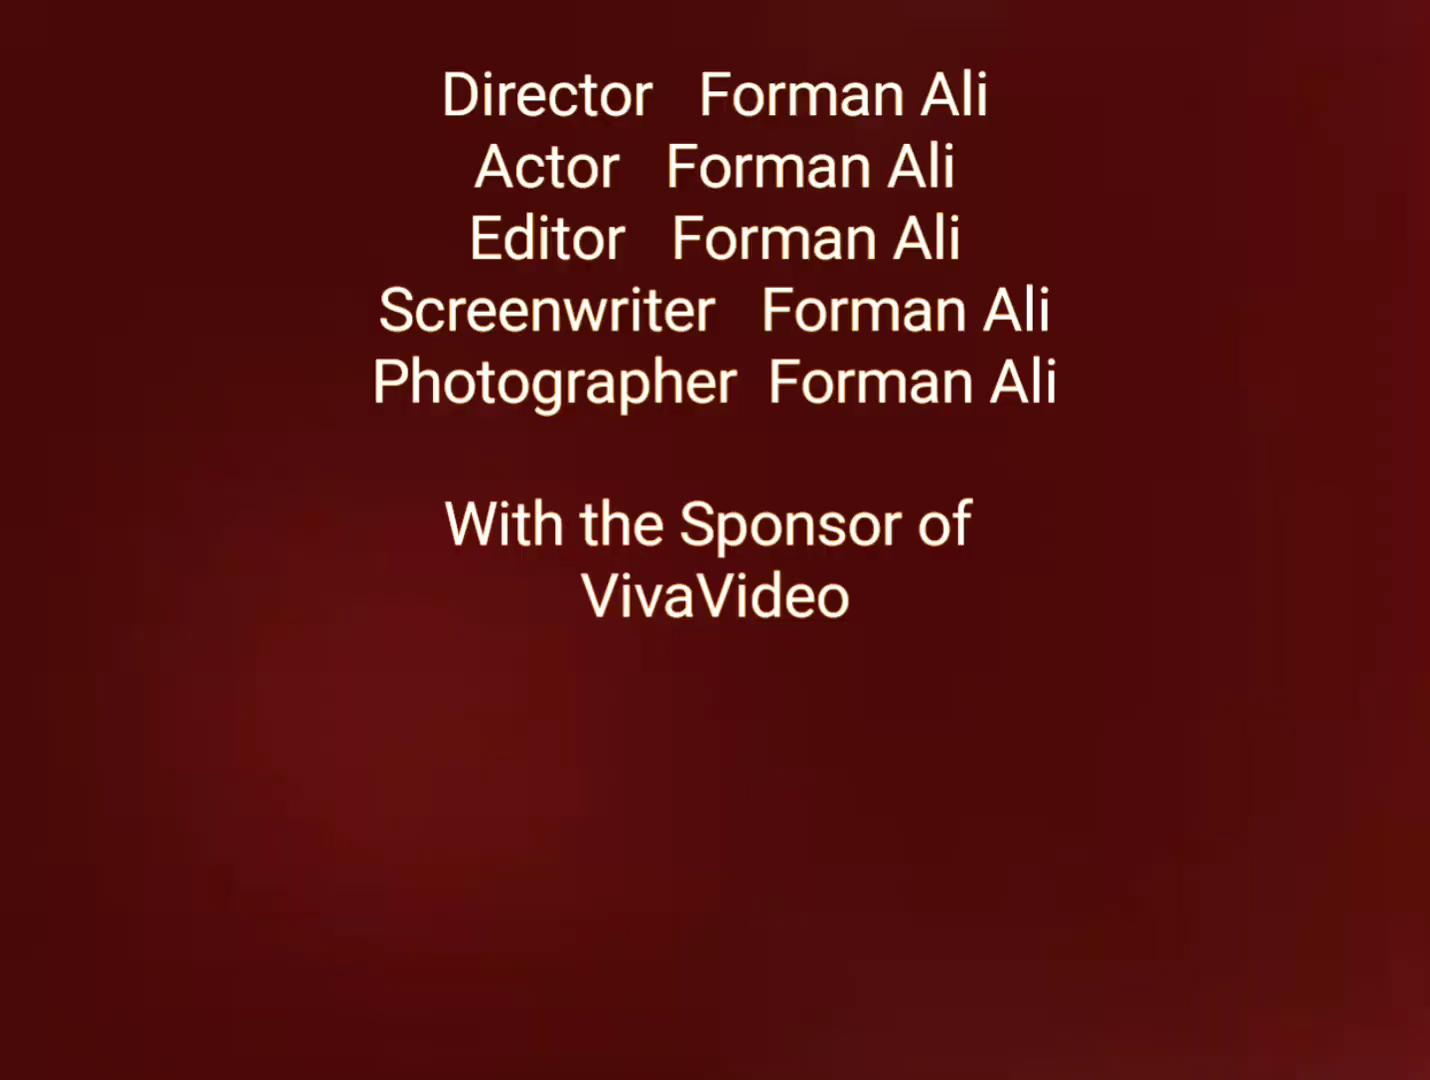 Director Forman Ali
Actor Forman Ali
Editor Forman Ali
Screenwriter Forman Ali
Photographer Forman Ali
With the Sponsor of
VivaVideo